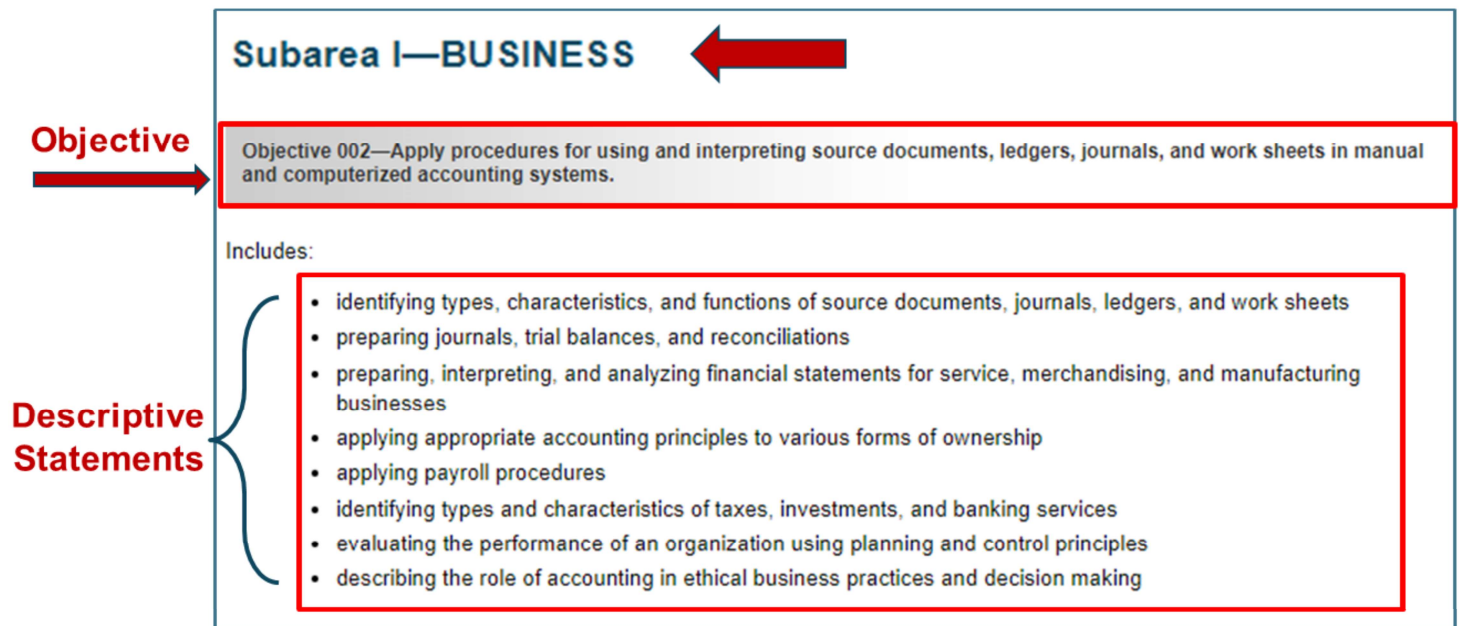 Subarea I—BUSINESS
Objective
Objective 002—Apply procedures for using and interpreting source documents, ledgers, journals, and work sheets in manual
and computerized accounting systems.
Includes:
Descriptive
Statements
• identifying types, characteristics, and functions of source documents, journals, ledgers, and work sheets
• preparing journals, trial balances, and reconciliations
• preparing, interpreting, and analyzing financial statements for service, merchandising, and manufacturing
businesses
• applying appropriate accounting principles to various forms of ownership
• applying payroll procedures
• identifying types and characteristics of taxes, investments, and banking services
• evaluating the performance of an organization using planning and control principles
• describing the role of accounting in ethical business practices and decision making